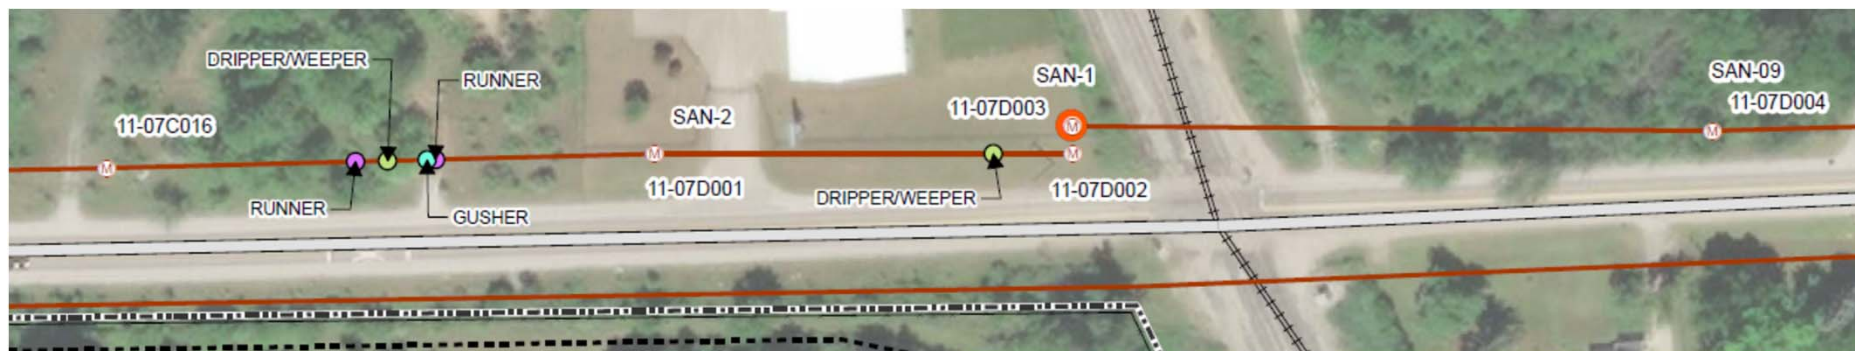 DRIPPER/WEEPER
RUNNER
SAN-1
SAN-09
11-07C016
SAN-2
11-07D003
11-07D004
M
M
M
M
M
11-07D001
DRIPPER/WEEPER
11-07D002
RUNNER
GUSHER